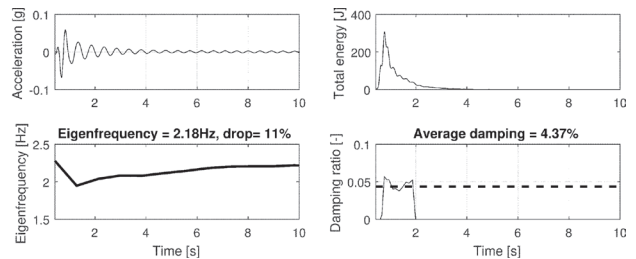 Acceleration [g]
0.1
0
-0.1
2 4 6 8 10
Total energy [J]
400
200
0
2 4 6 8 10
Eigenfrequency = 2.18Hz, drop= 11%
Eigenfrequency [Hz]
2.5
2
1.5
2 4 6 8 10
Time [s]
Average damping = 4.37%
Damping ratio [-]
0.1
0.05
0
2 4 6 8 10
Time [s]